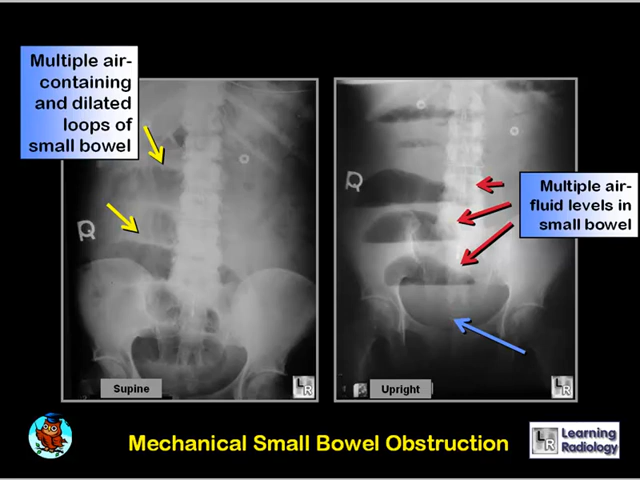 Multiple air-
containing
and dilated
loops of
small bowel
R
Supine
LR
R
Multiple air-
fluid levels in
small bowel
Upright
LR
Mechanical Small Bowel Obstruction
LR
Learning
Radiology